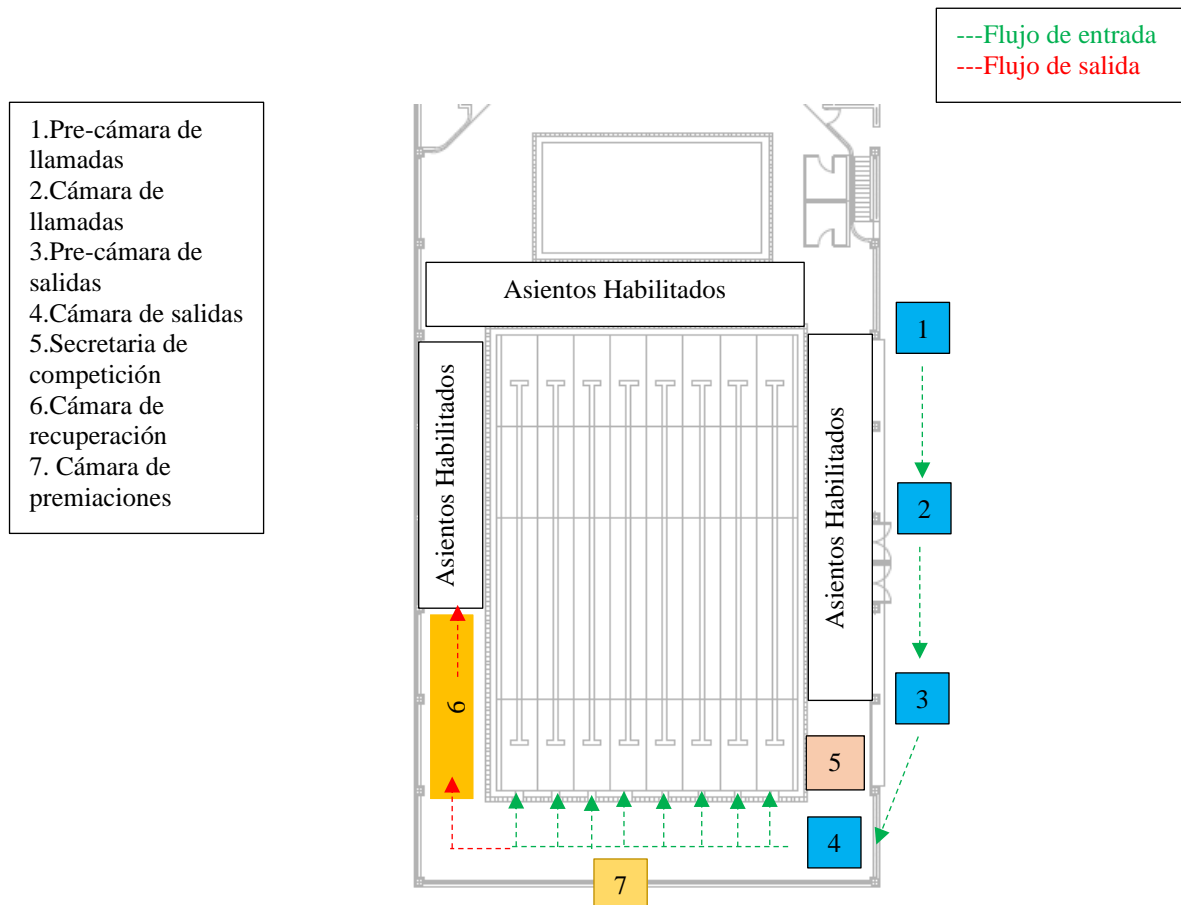 ---Flujo de entrada
---Flujo de salida
1.Pre-cámara de
llamadas
2.Cámara de
llamadas
3.Pre-cámara de
salidas
4.Cámara de salidas
5.Secretaria de
competición
6.Cámara de
recuperación
7. Cámara de
premiaciones
Asientos Habilitados
1
Asientos Habilitados
Asientos Habilitados
2
3
6
5
4
7